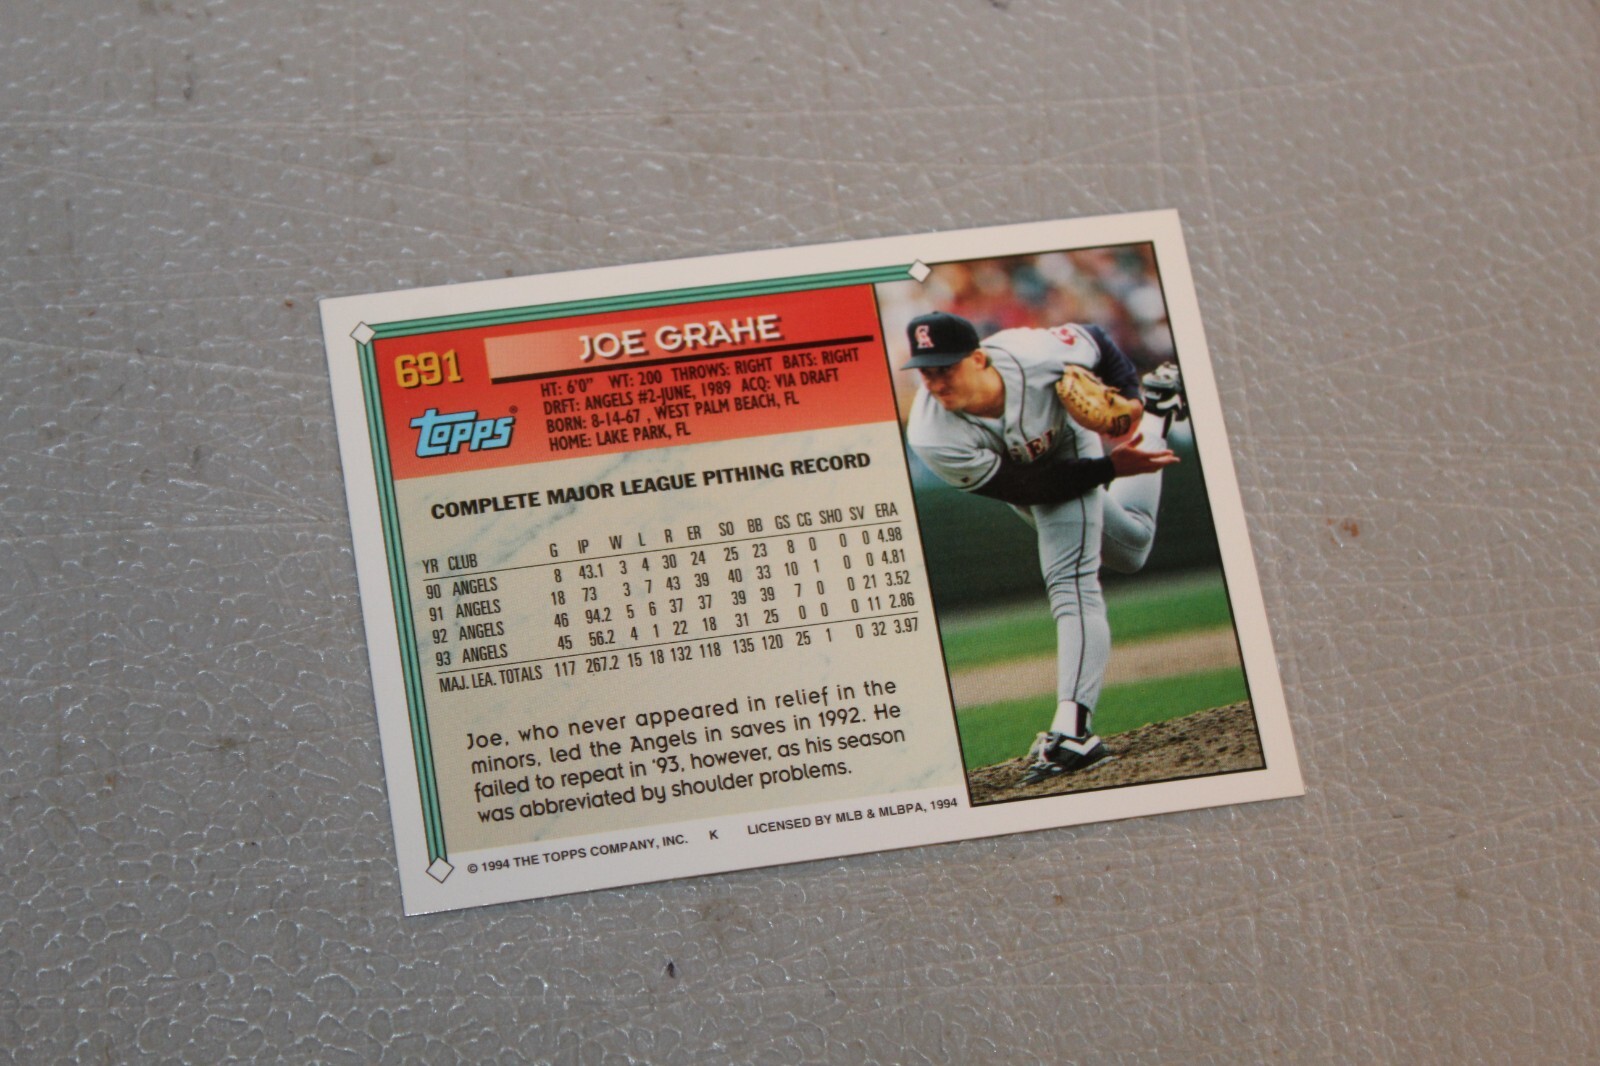 691
JOE GRAHE
topps®
HT: 6'0" WT: 200 THROWS: RIGHT BATS: RIGHT
DRFT: ANGELS #2-JUNE, 1989 ACQ: VIA DRAFT
BORN: 8-14-67 , WEST PALM BEACH, FL
HOME: LAKE PARK, FL
COMPLETE MAJOR LEAGUE PITHING RECORD
YR CLUB G IP W L R ER SO BB GS CG SHO SV ERA
90 ANGELS 8 43.1 3 4 30 24 25 23 8 0 0 0 4.98
91 ANGELS 18 73 3 7 43 39 40 33 10 1 0 0 4.81
92 ANGELS 46 94.2 5 6 37 37 39 39 7 0 0 21 3.52
93 ANGELS 45 56.2 4 1 22 18 31 25 0 0 0 11 2.86
MAJ. LEA. TOTALS 117 267.2 15 18 132 118 135 120 25 1 0 32 3.97
Joe, who never appeared in relief in the
minors, led the Angels in saves in 1992. He
failed to repeat in '93, however, as his season
was abbreviated by shoulder problems.
© 1994 THE TOPPS COMPANY, INC. K LICENSED BY MLB & MLBPA, 1994